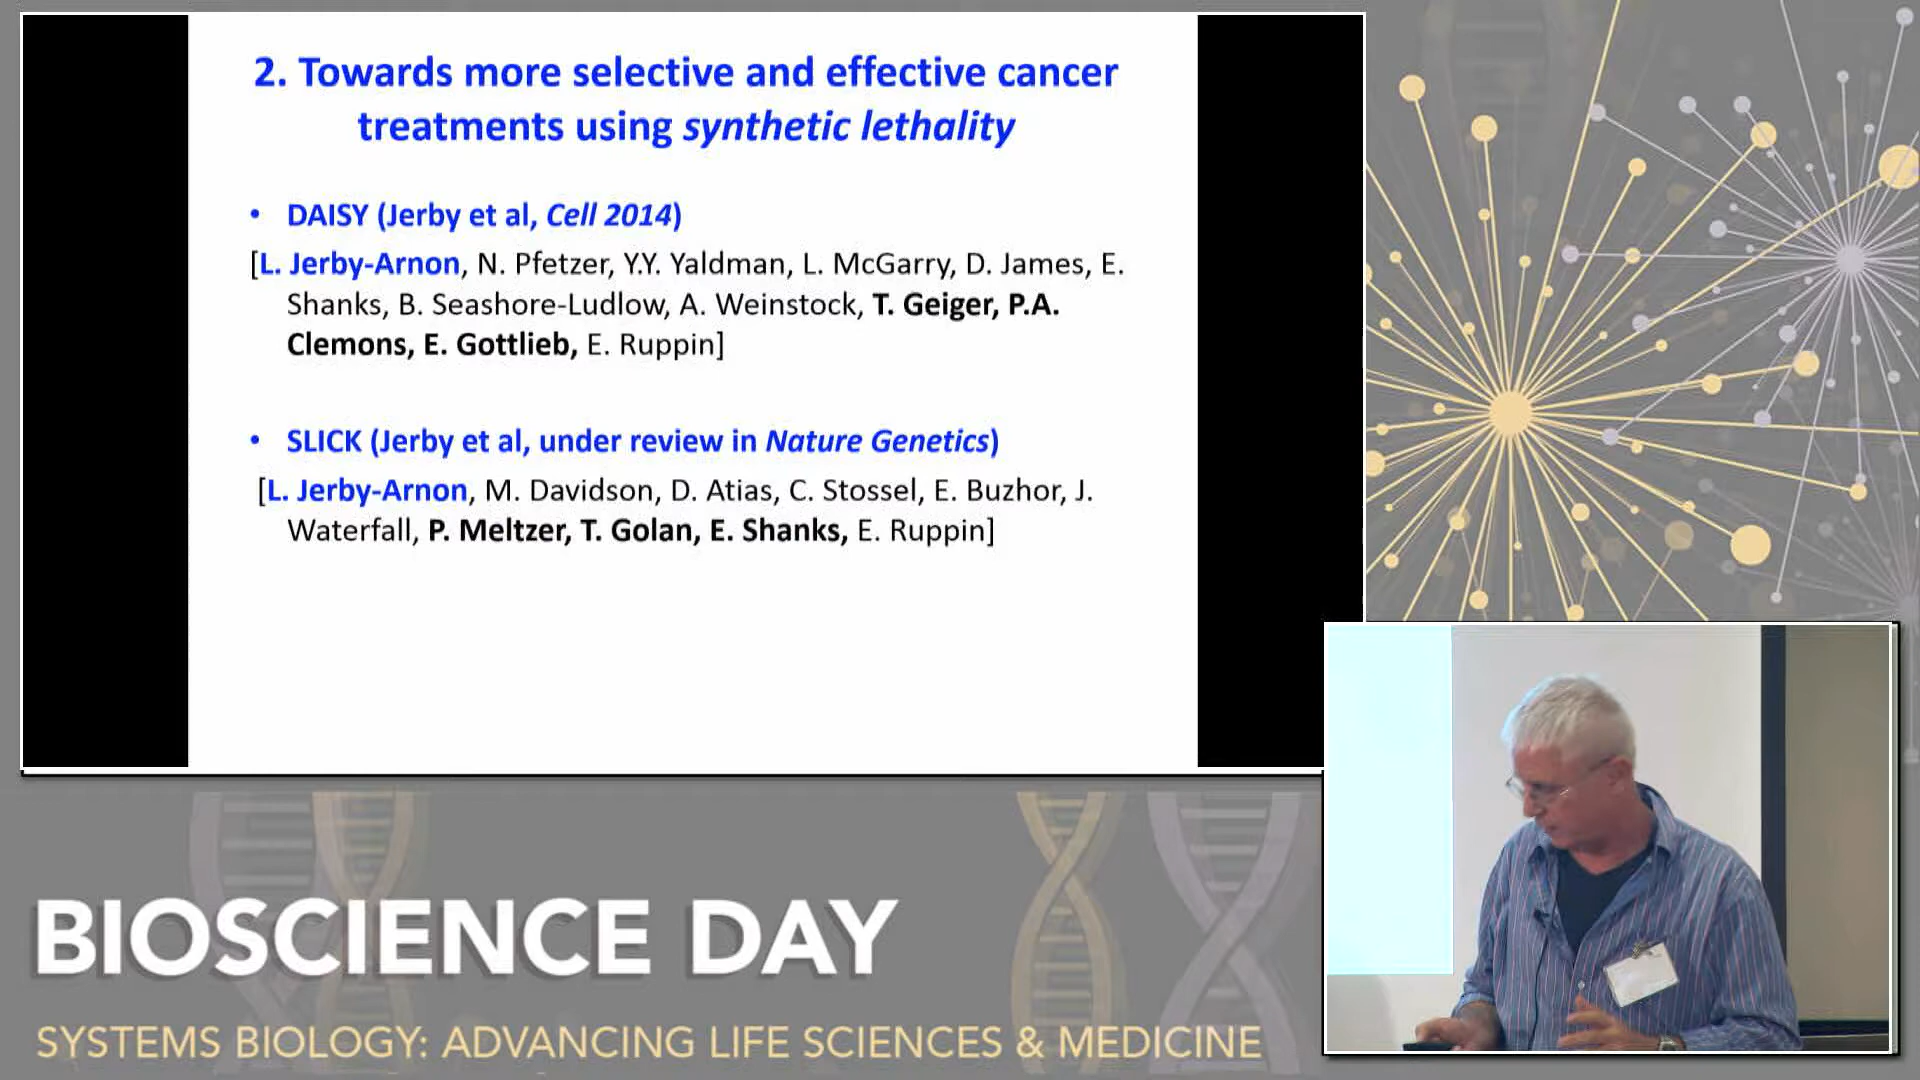 2. Towards more selective and effective cancer
treatments using synthetic lethality
• DAISY (Jerby et al, Cell 2014)
[L. Jerby-Arnon, N. Pfetzer, Y.Y. Yaldman, L. McGarry, D. James, E.
Shanks, B. Seashore-Ludlow, A. Weinstock, T. Geiger, P.A.
Clemons, E. Gottlieb, E. Ruppin]
• SLICK (Jerby et al, under review in Nature Genetics)
[L. Jerby-Arnon, M. Davidson, D. Atias, C. Stossel, E. Buzhor, J.
Waterfall, P. Meltzer, T. Golan, E. Shanks, E. Ruppin]
BIOSCIENCE DAY
SYSTEMS BIOLOGY: ADVANCING LIFE SCIENCES & MEDICINE